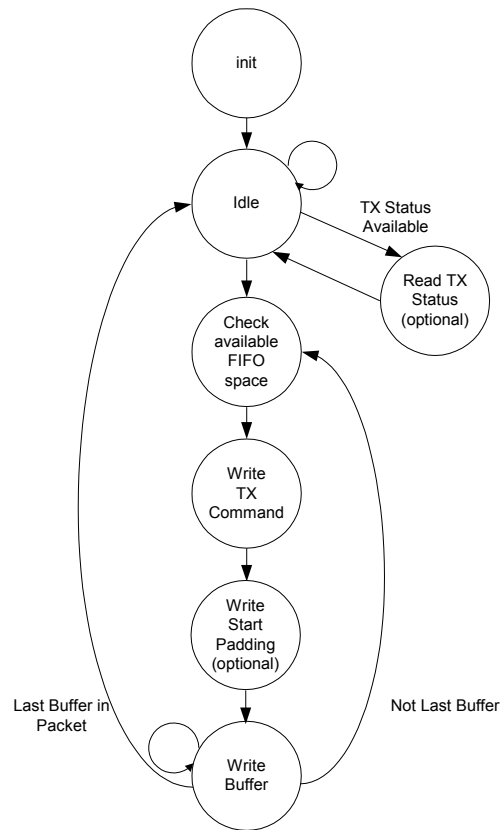 init
Idle
TX Status
Available
Read TX
Status
(optional)
Check
available
FIFO
space
Write
TX
Command
Write
Start
Padding
(optional)
Last Buffer in
Packet
Not Last Buffer
Write
Buffer